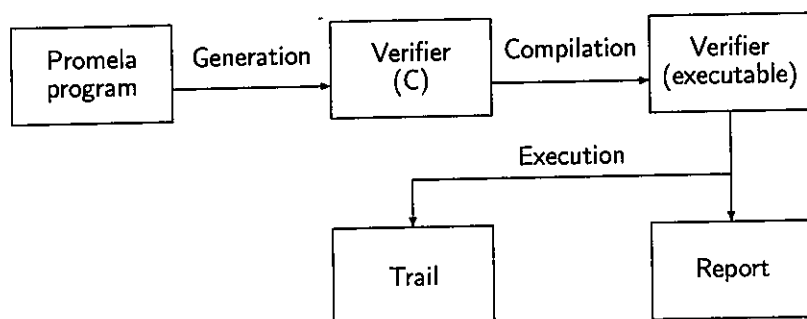 Promela
program
Generation
Verifier
(C)
Compilation
Verifier
(executable)
Execution
Trail
Report